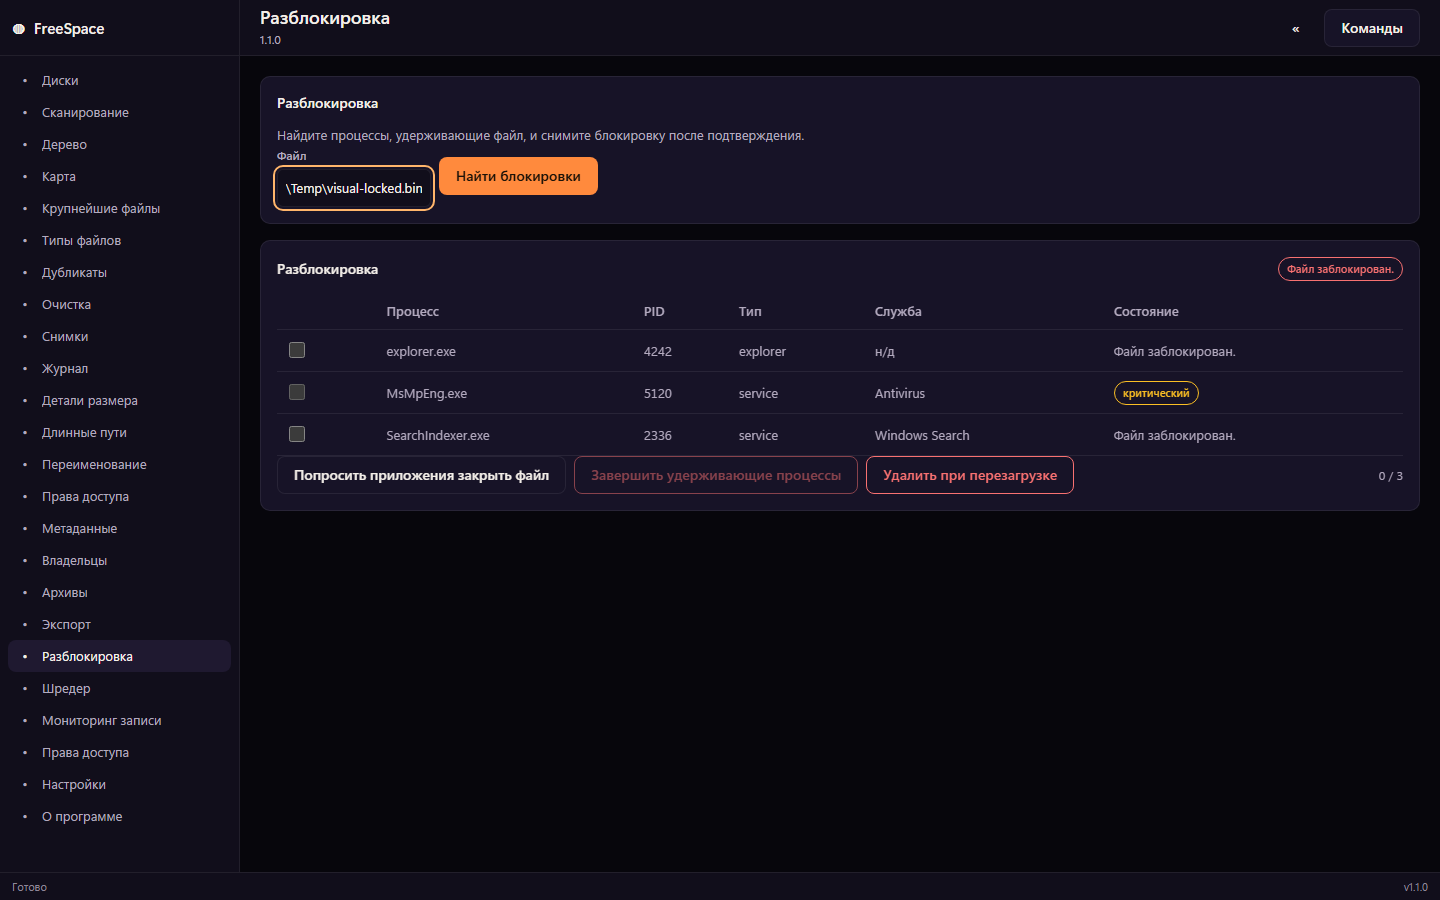 FreeSpace
Разблокировка
1.1.0
«
Команды
Диски
Сканирование
Дерево
Карта
Крупнейшие файлы
Типы файлов
Дубликаты
Очистка
Снимки
Журнал
Детали размера
Длинные пути
Переименование
Права доступа
Метаданные
Владельцы
Архивы
Экспорт
Разблокировка
Шредер
Мониторинг записи
Права доступа
Настройки
О программе
Разблокировка
Найдите процессы, удерживающие файл, и снимите блокировку после подтверждения.
Файл
\Temp\visual-locked.bin
Найти блокировки
Разблокировка
Файл заблокирован.
Процесс PID Тип Служба Состояние
explorer.exe 4242 explorer н/д Файл заблокирован.
MsMpEng.exe 5120 service Antivirus критический
SearchIndexer.exe 2336 service Windows Search Файл заблокирован.
Попросить приложения закрыть файл Завершить удерживающие процессы Удалить при перезагрузке 0 / 3
Готово
v1.1.0